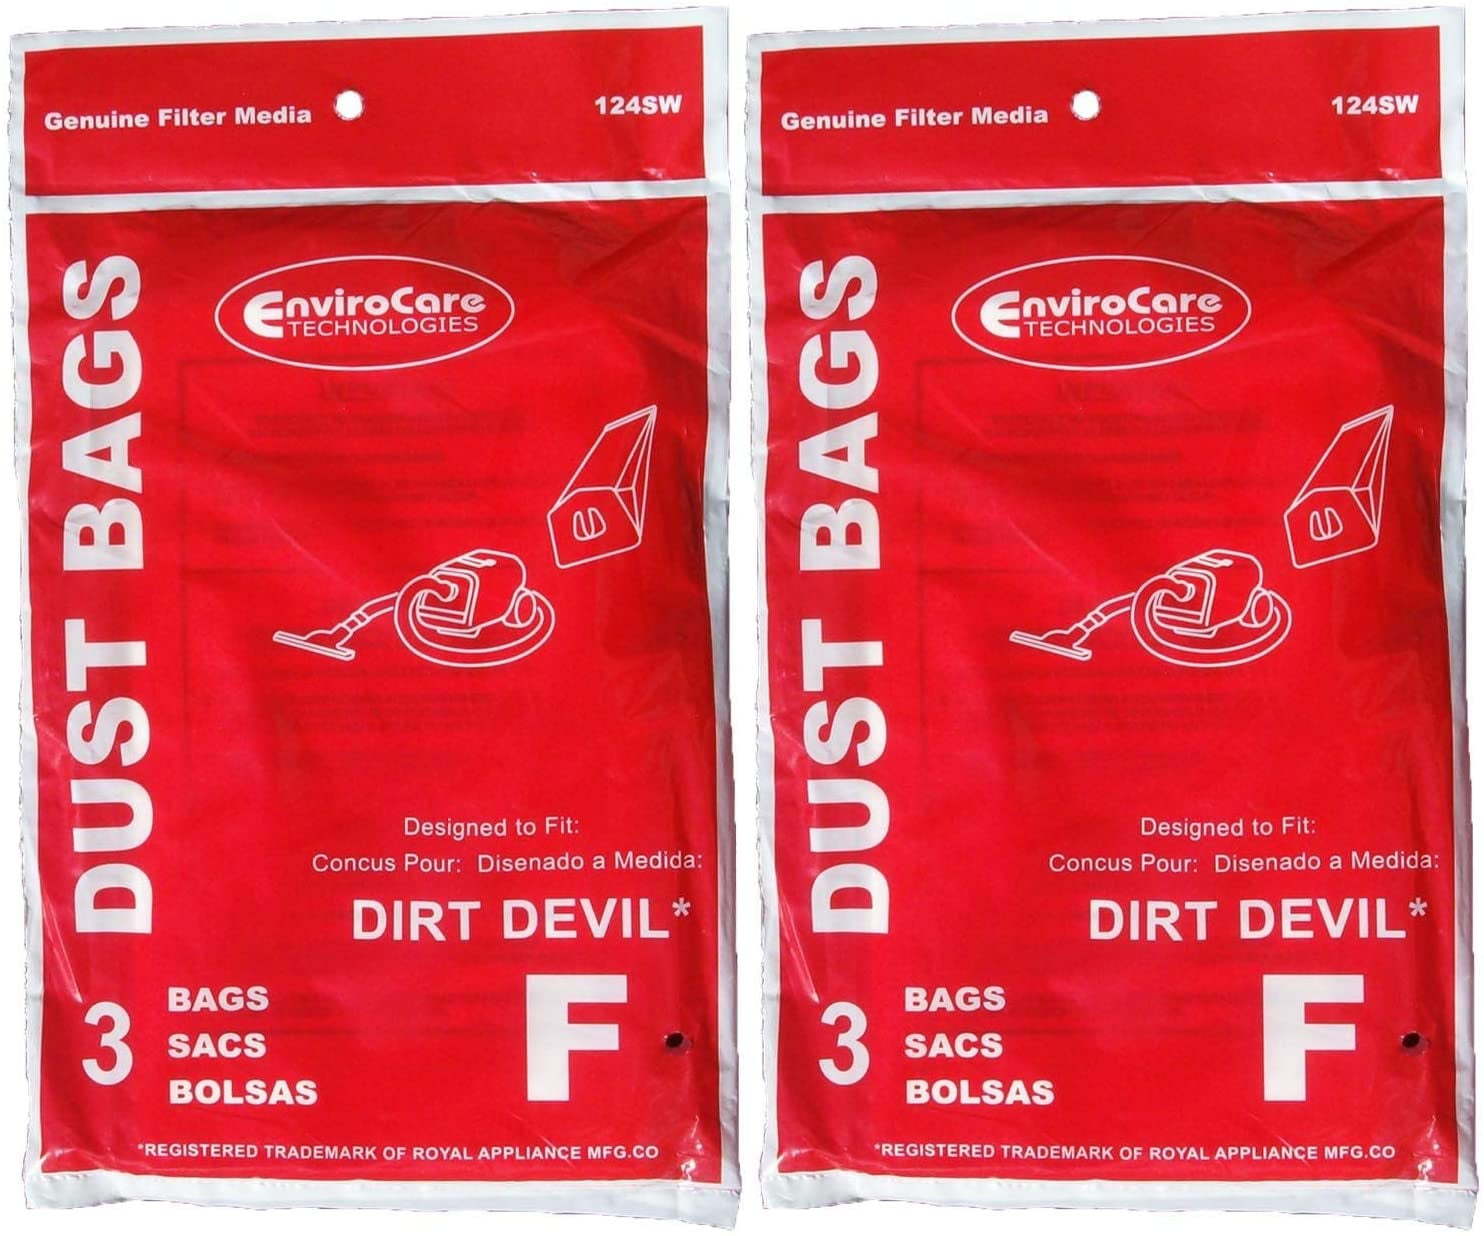 Genuine Filter Media 124SW
EnviroCare
TECHNOLOGIES
DUST BAGS
Designed to Fit:
Concus Pour: Disenado a Medida:
DIRT DEVIL*
3 BAGS
SACS
BOLSAS
F
*REGISTERED TRADEMARK OF ROYAL APPLIANCE MFG.CO
Genuine Filter Media 124SW
EnviroCare
TECHNOLOGIES
DUST BAGS
Designed to Fit:
Concus Pour: Disenado a Medida:
DIRT DEVIL*
3 BAGS
SACS
BOLSAS
F
*REGISTERED TRADEMARK OF ROYAL APPLIANCE MFG.CO